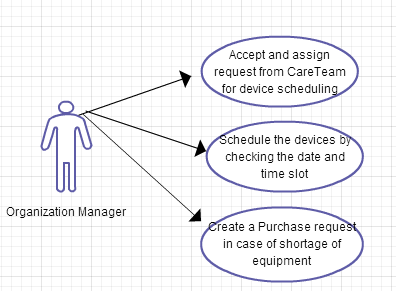 Accept and assign
request from CareTeam
for device scheduling
Schedule the devices by
checking the date and
time slot
Organization Manager
Create a Purchase request
in case of shortage of
equipment